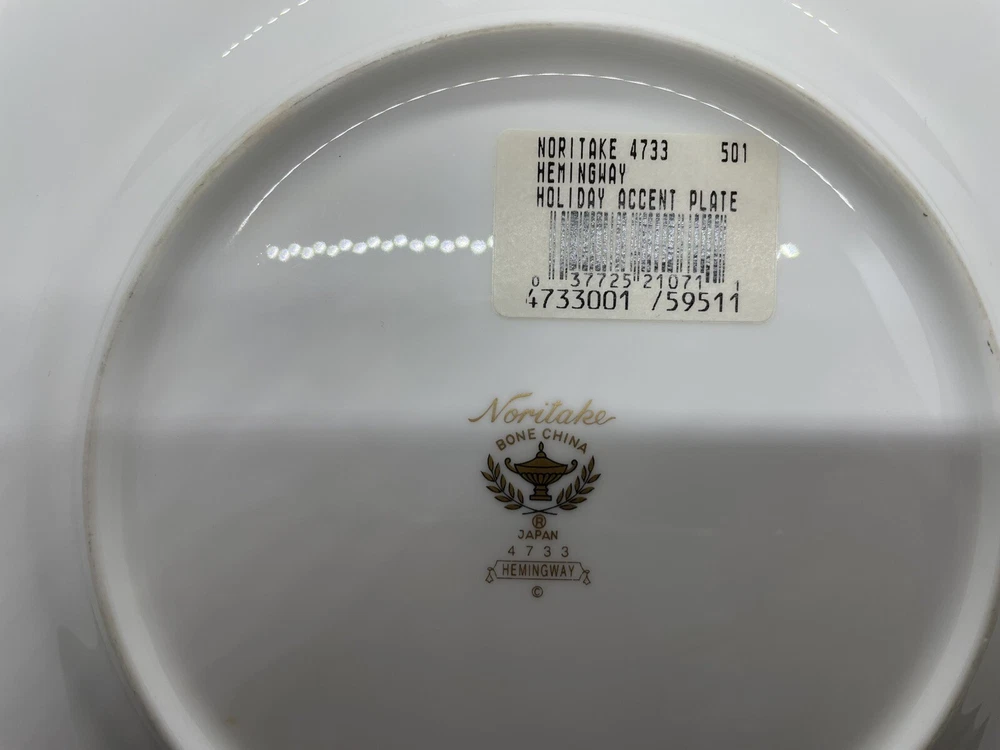 NORITAKE 4733 501
HEMINGWAY
HOLIDAY ACCENT PLATE
0 37725 21071 1
4733001 /59511
Noritake
BONE CHINA
®
JAPAN
4733
HEMINGWAY
©